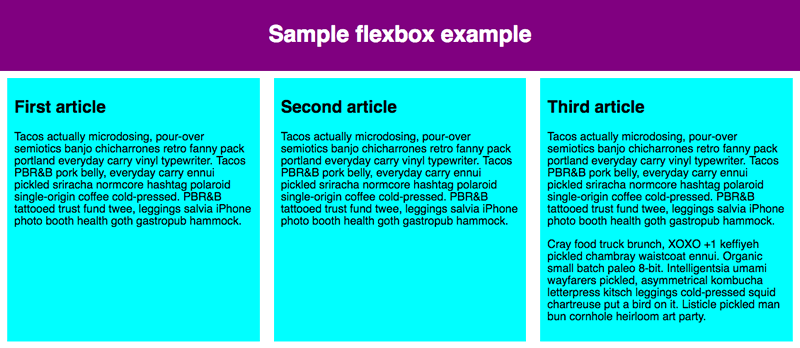 Sample flexbox example
First article
Tacos actually microdosing, pour-over
semiotics banjo chicharrones retro fanny pack
portland everyday carry vinyl typewriter. Tacos
PBR&B pork belly, everyday carry ennui
pickled sriracha normcore hashtag polaroid
single-origin coffee cold-pressed. PBR&B
tattooed trust fund twee, leggings salvia iPhone
photo booth health goth gastropub hammock.
Second article
Tacos actually microdosing, pour-over
semiotics banjo chicharrones retro fanny pack
portland everyday carry vinyl typewriter. Tacos
PBR&B pork belly, everyday carry ennui
pickled sriracha normcore hashtag polaroid
single-origin coffee cold-pressed. PBR&B
tattooed trust fund twee, leggings salvia iPhone
photo booth health goth gastropub hammock.
Third article
Tacos actually microdosing, pour-over
semiotics banjo chicharrones retro fanny pack
portland everyday carry vinyl typewriter. Tacos
PBR&B pork belly, everyday carry ennui
pickled sriracha normcore hashtag polaroid
single-origin coffee cold-pressed. PBR&B
tattooed trust fund twee, leggings salvia iPhone
photo booth health goth gastropub hammock.
Cray food truck brunch, XOXO +1 keffiyeh
pickled chambray waistcoat ennui. Organic
small batch paleo 8-bit. Intelligentsia umami
wayfarers pickled, asymmetrical kombucha
letterpress kitsch leggings cold-pressed squid
chartreuse put a bird on it. Listicle pickled man
bun cornhole heirloom art party.